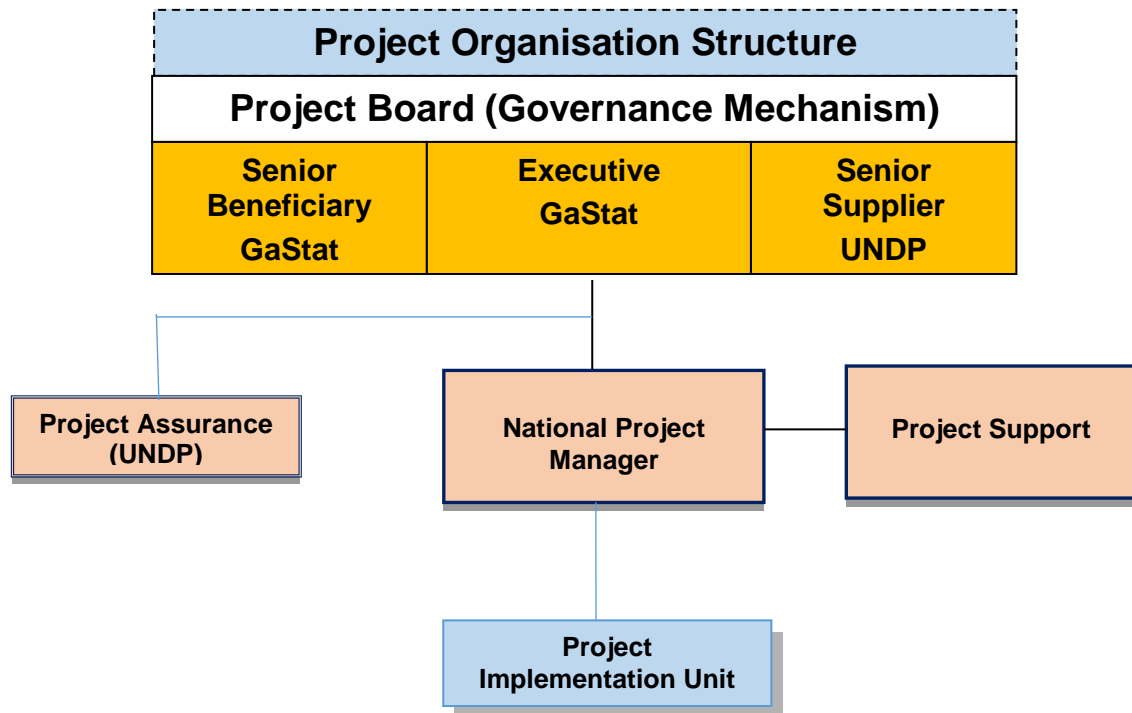 Project Organisation Structure
Project Board (Governance Mechanism)
Senior
Beneficiary
GaStat
Executive
GaStat
Senior
Supplier
UNDP
Project Assurance
(UNDP)
National Project
Manager
Project Support
Project
Implementation Unit